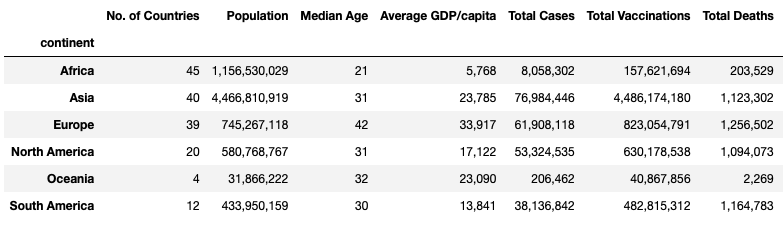 No. of Countries Population Median Age Average GDP/capita Total Cases Total Vaccinations Total Deaths
continent
Africa 45 1,156,530,029 21 5,768 8,058,302 157,621,694 203,529
Asia 40 4,466,810,919 31 23,785 76,984,446 4,486,174,180 1,123,302
Europe 39 745,267,118 42 33,917 61,908,118 823,054,791 1,256,502
North America 20 580,768,767 31 17,122 53,324,535 630,178,538 1,094,073
Oceania 4 31,866,222 32 23,090 206,462 40,867,856 2,269
South America 12 433,950,159 30 13,841 38,136,842 482,815,312 1,164,783